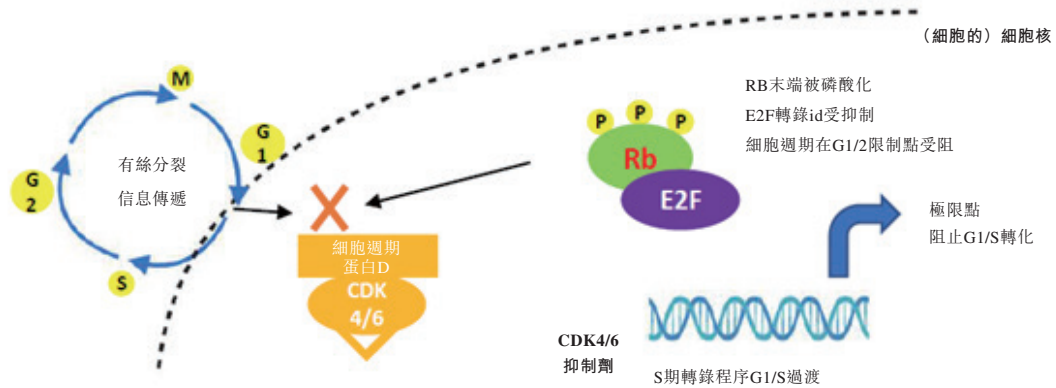 （細胞的）細胞核
M
G
1
G
2
S
有絲分裂
信息傳遞
細胞週期
蛋白D
CDK
4/6
P
P
P
Rb
E2F
RB末端被磷酸化
E2F轉錄id受抑制
細胞週期在G1/2限制點受阻
極限點
阻止G1/S轉化
CDK4/6
抑制劑
S期轉錄程序G1/S過渡